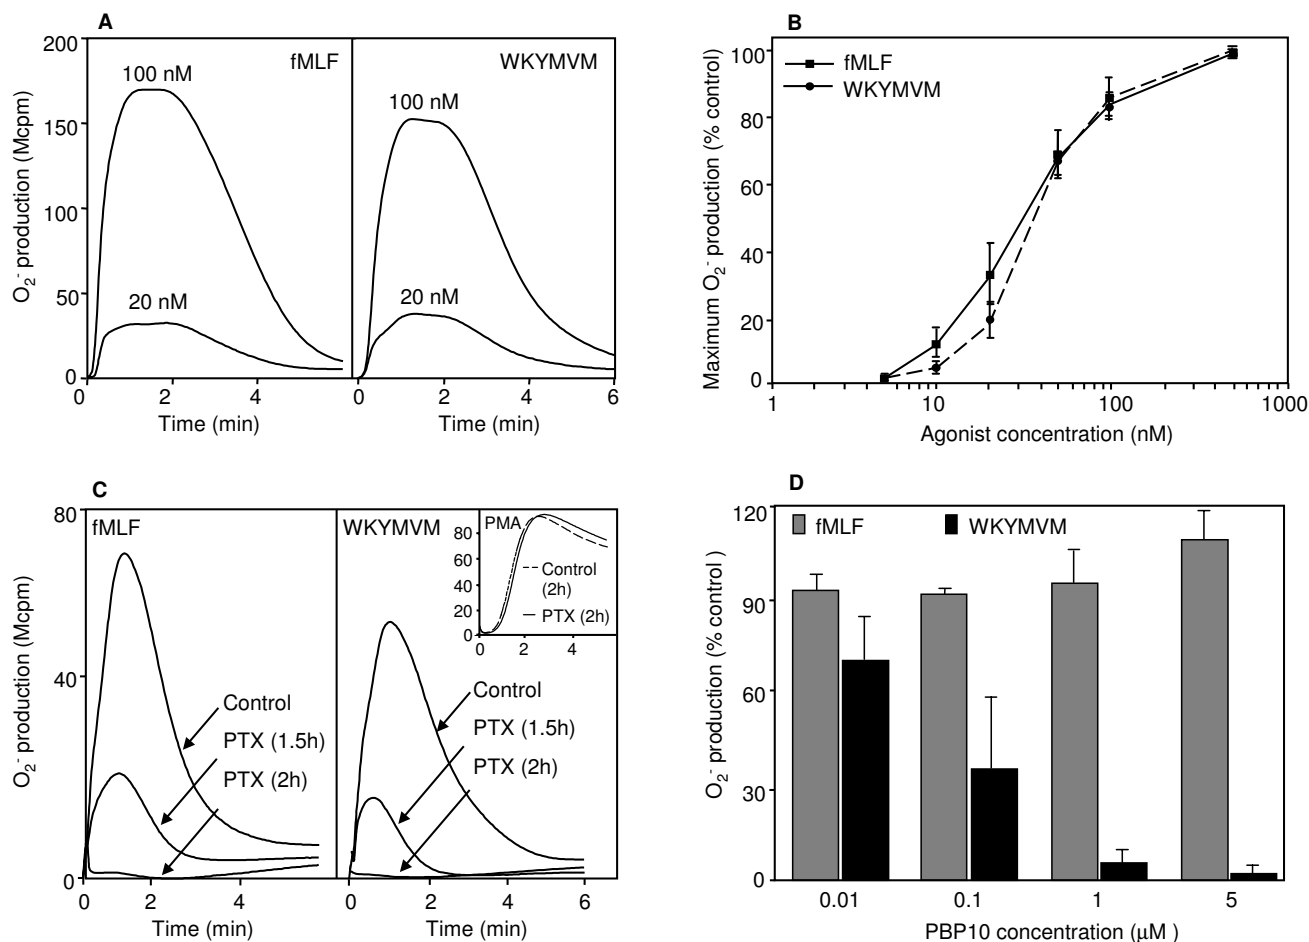 A
O2- production (Mcpm)
200
150
100
50
0
fMLF
100 nM
20 nM
WKYMVM
100 nM
20 nM
0
2
4
0
2
4
6
Time (min)
Time (min)
B
Maximum O2- production (% control)
100
80
60
40
20
0
fMLF
WKYMVM
1
10
100
1000
Agonist concentration (nM)
C
O2- production (Mcpm)
80
40
0
fMLF
Control
PTX (1.5h)
PTX (2h)
WKYMVM
Control
PTX (1.5h)
PTX (2h)
PMA
80
60
40
20
0
Control
(2h)
PTX (2h)
0
2
4
0
2
4
0
2
4
6
Time (min)
Time (min)
D
O2- production (% control)
120
90
60
30
0
fMLF
WKYMVM
0.01
0.1
1
5
PBP10 concentration (μM )